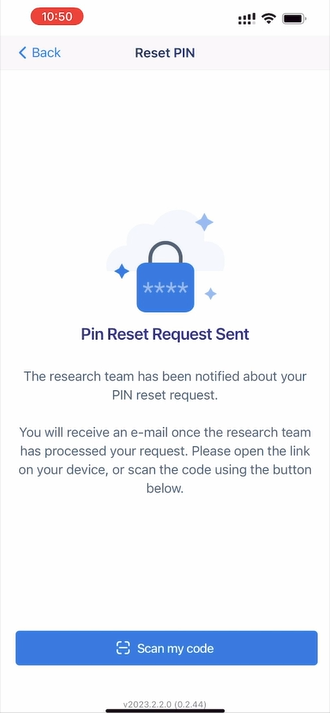 10:50
Back
Reset PIN
****
Pin Reset Request Sent
The research team has been notified about your
PIN reset request.
You will receive an e-mail once the research team
has processed your request. Please open the link
on your device, or scan the code using the button
below.
Scan my code
v2023.2.2.0 (0.2.44)